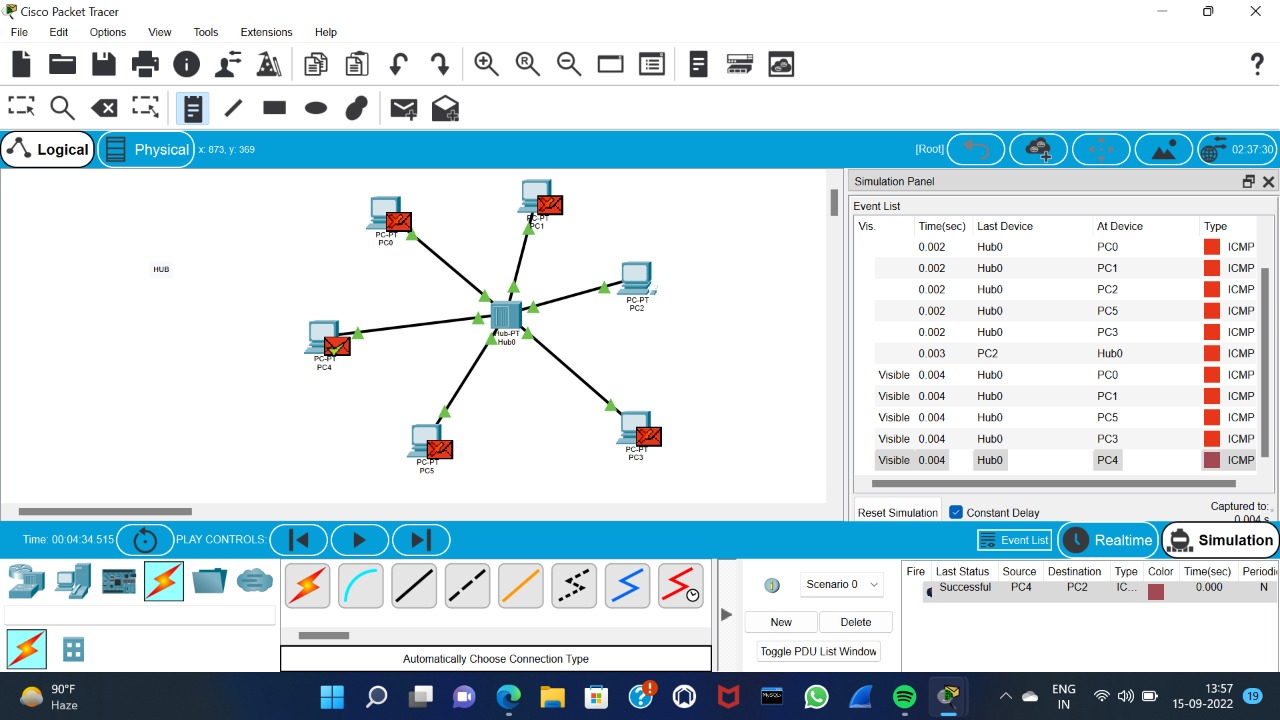 Cisco Packet Tracer
File Edit Options View Tools Extensions Help
Logical
Physical
x: 873, y: 369
[Root]
02:37:30
PC-PT
PC0
PC-PT
PC1
PC-PT
PC2
HUB
Hub-PT
Hub0
PC-PT
PC4
PC-PT
PC5
PC-PT
PC3
Simulation Panel
Event List
Vis. Time(sec) Last Device At Device Type
0.002 Hub0 PC0 ICMP
0.002 Hub0 PC1 ICMP
0.002 Hub0 PC2 ICMP
0.002 Hub0 PC5 ICMP
0.002 Hub0 PC3 ICMP
0.003 PC2 Hub0 ICMP
Visible 0.004 Hub0 PC0 ICMP
Visible 0.004 Hub0 PC1 ICMP
Visible 0.004 Hub0 PC5 ICMP
Visible 0.004 Hub0 PC3 ICMP
Visible 0.004 Hub0 PC4 ICMP
Reset Simulation
Constant Delay
Captured to:
0.004 s
Time: 00:04:34.515
PLAY CONTROLS:
Event List
Realtime
Simulation
Automatically Choose Connection Type
Scenario 0
New
Delete
Toggle PDU List Window
Fire Last Status Source Destination Type Color Time(sec) Periodi
Successful PC4 PC2 IC... 0.000 N
90°F
Haze
MySQL
ENG
IN
13:57
15-09-2022
19